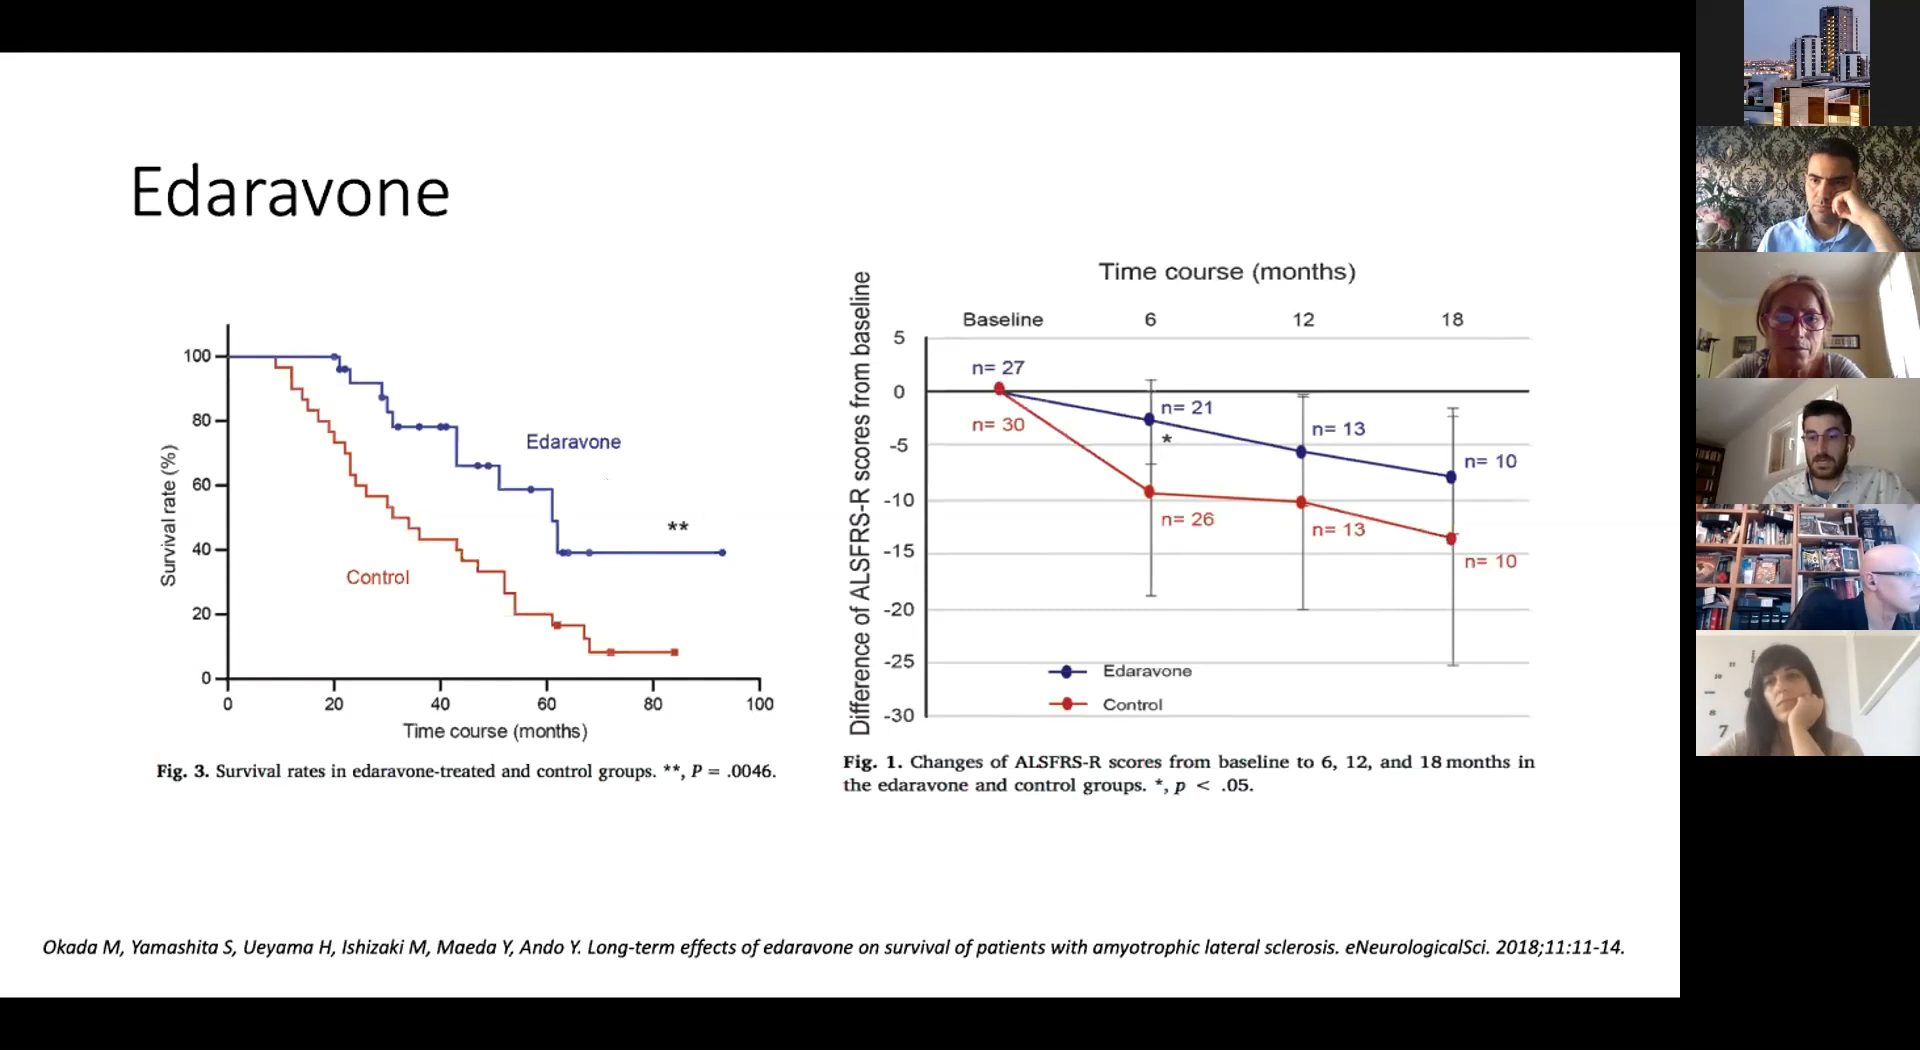 Edaravone
100
80
60
40
20
0
Survival rate (%)
Edaravone
**
Control
0 20 40 60 80 100
Time course (months)
Fig. 3. Survival rates in edaravone-treated and control groups. **, P = .0046.
Time course (months)
Baseline 6 12 18
Difference of ALSFRS-R scores from baseline
5
0
-5
-10
-15
-20
-25
-30
n= 27
n= 30
n= 21
*
n= 26
n= 13
n= 13
n= 10
n= 10
Edaravone
Control
Fig. 1. Changes of ALSFRS-R scores from baseline to 6, 12, and 18 months in
the edaravone and control groups. *, p < .05.
Okada M, Yamashita S, Ueyama H, Ishizaki M, Maeda Y, Ando Y. Long-term effects of edaravone on survival of patients with amyotrophic lateral sclerosis. eNeurologicalSci. 2018;11:11-14.